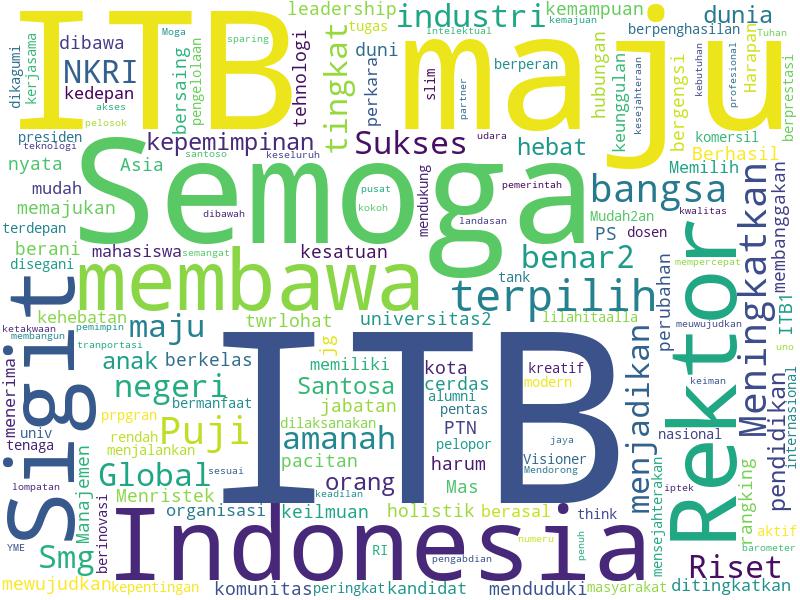 ITB
maju
leadership
industri
kemampuan
kemajuan
dunia
Moga
tugas
intelektual
berpenghasilan
Tuhan
dikagumi
kerjasama
dibawa
NKRI
kedepan
akses
pelosok
bersaing
pengelolaan
sparing
tehnologi
tingkat
duni
perkara
slim
berperan
partner
hubungan
keunggulan
kesejahteraan
bergengsi
kebutuhan
profesional
Harapan
berprestasi
presiden
teknologi
kepemimpinan
Sukses
udara
hebat
komersil
Berhasil
nyata
Asia
santoso
keseluruh
Semoga
Memilih
mudah
memajukan
dibawah
pusat
kokoh
mendukung
pemerintah
landasan
bangsa
Mudah2an
kwalitas
terdepan
berani
disegani
mahasiswa
semangat
kesatuan
PS
dosen
benar2
tank
mempercepat
membawa
terpilih
perubahan
Rektor
Meningkatkan
membanggakan
ITB1
Sigit
kehebatan
ketakwaan
pemimpin
membangun
tranportasi
maju
twrlohat
universitas2
lilahitaalla
meuwujudkan
uno
menerima
anak
berkelas
jg
memiliki
ITB
kota
kreatif
modern
menjadikan
keiman
negeri
bermanfaat
Santosa
cerdas
alumni
jabatan
pentas
prpgran
Puji
dilaksanakan
PTN
jaya
pendidikan
internasional
univ
tenaga
rendah
menjalankan
amanah
pelopor
nasional
Global
sesuai
pacitan
harum
Visioner
Mendorong
lompatan
Manajemen
Menristek
keadilan
orang
Mas
mensejahterakan
iptek
rangking
berinovasi
organisasi
keilmuan
holistik
berasal
think
aktif
YME
Smg
Indonesia
RI
numeru
penuh
pengabdian
barometer
Riset
mewujudkan
kepentingan
komunitas
peringkat
kandidat
menduduki
masyarakat
ditingkatkan